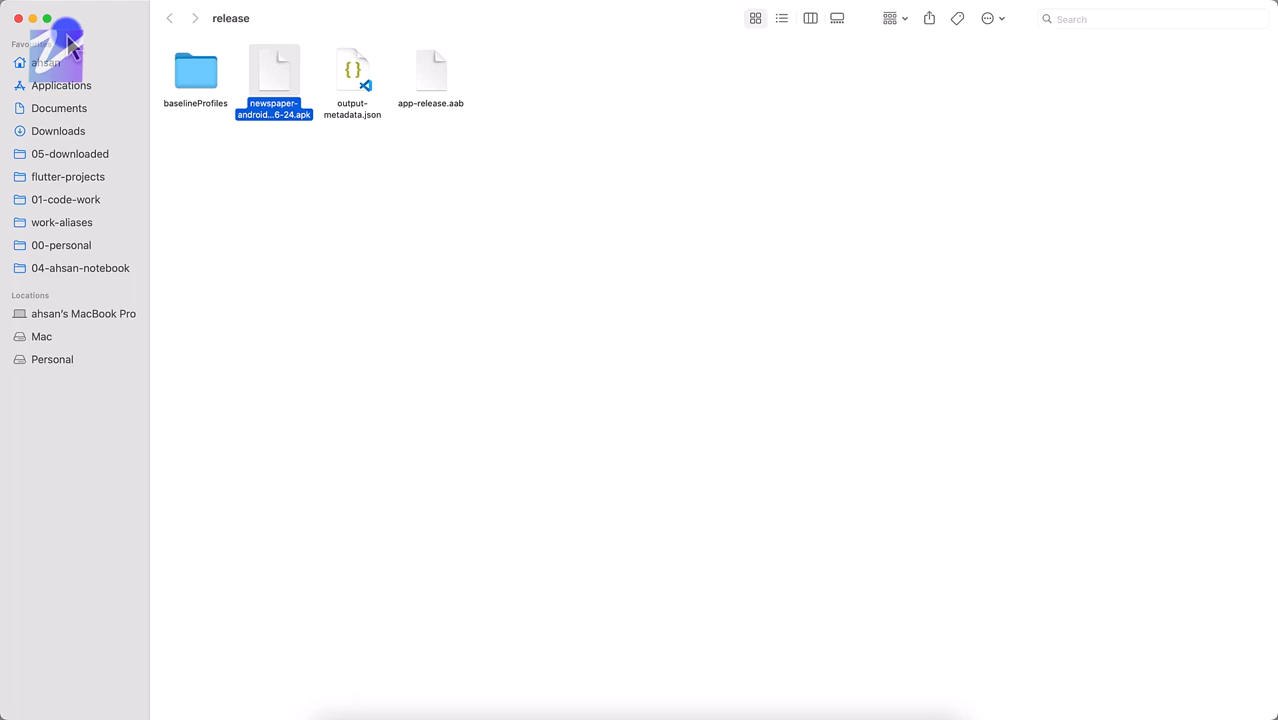 release
Search
Favourites
ahsan
Applications
Documents
Downloads
05-downloaded
flutter-projects
01-code-work
work-aliases
00-personal
04-ahsan-notebook
Locations
ahsan's MacBook Pro
Mac
Personal
baselineProfiles
newspaper-
android...6-24.apk
output-
metadata.json
app-release.aab